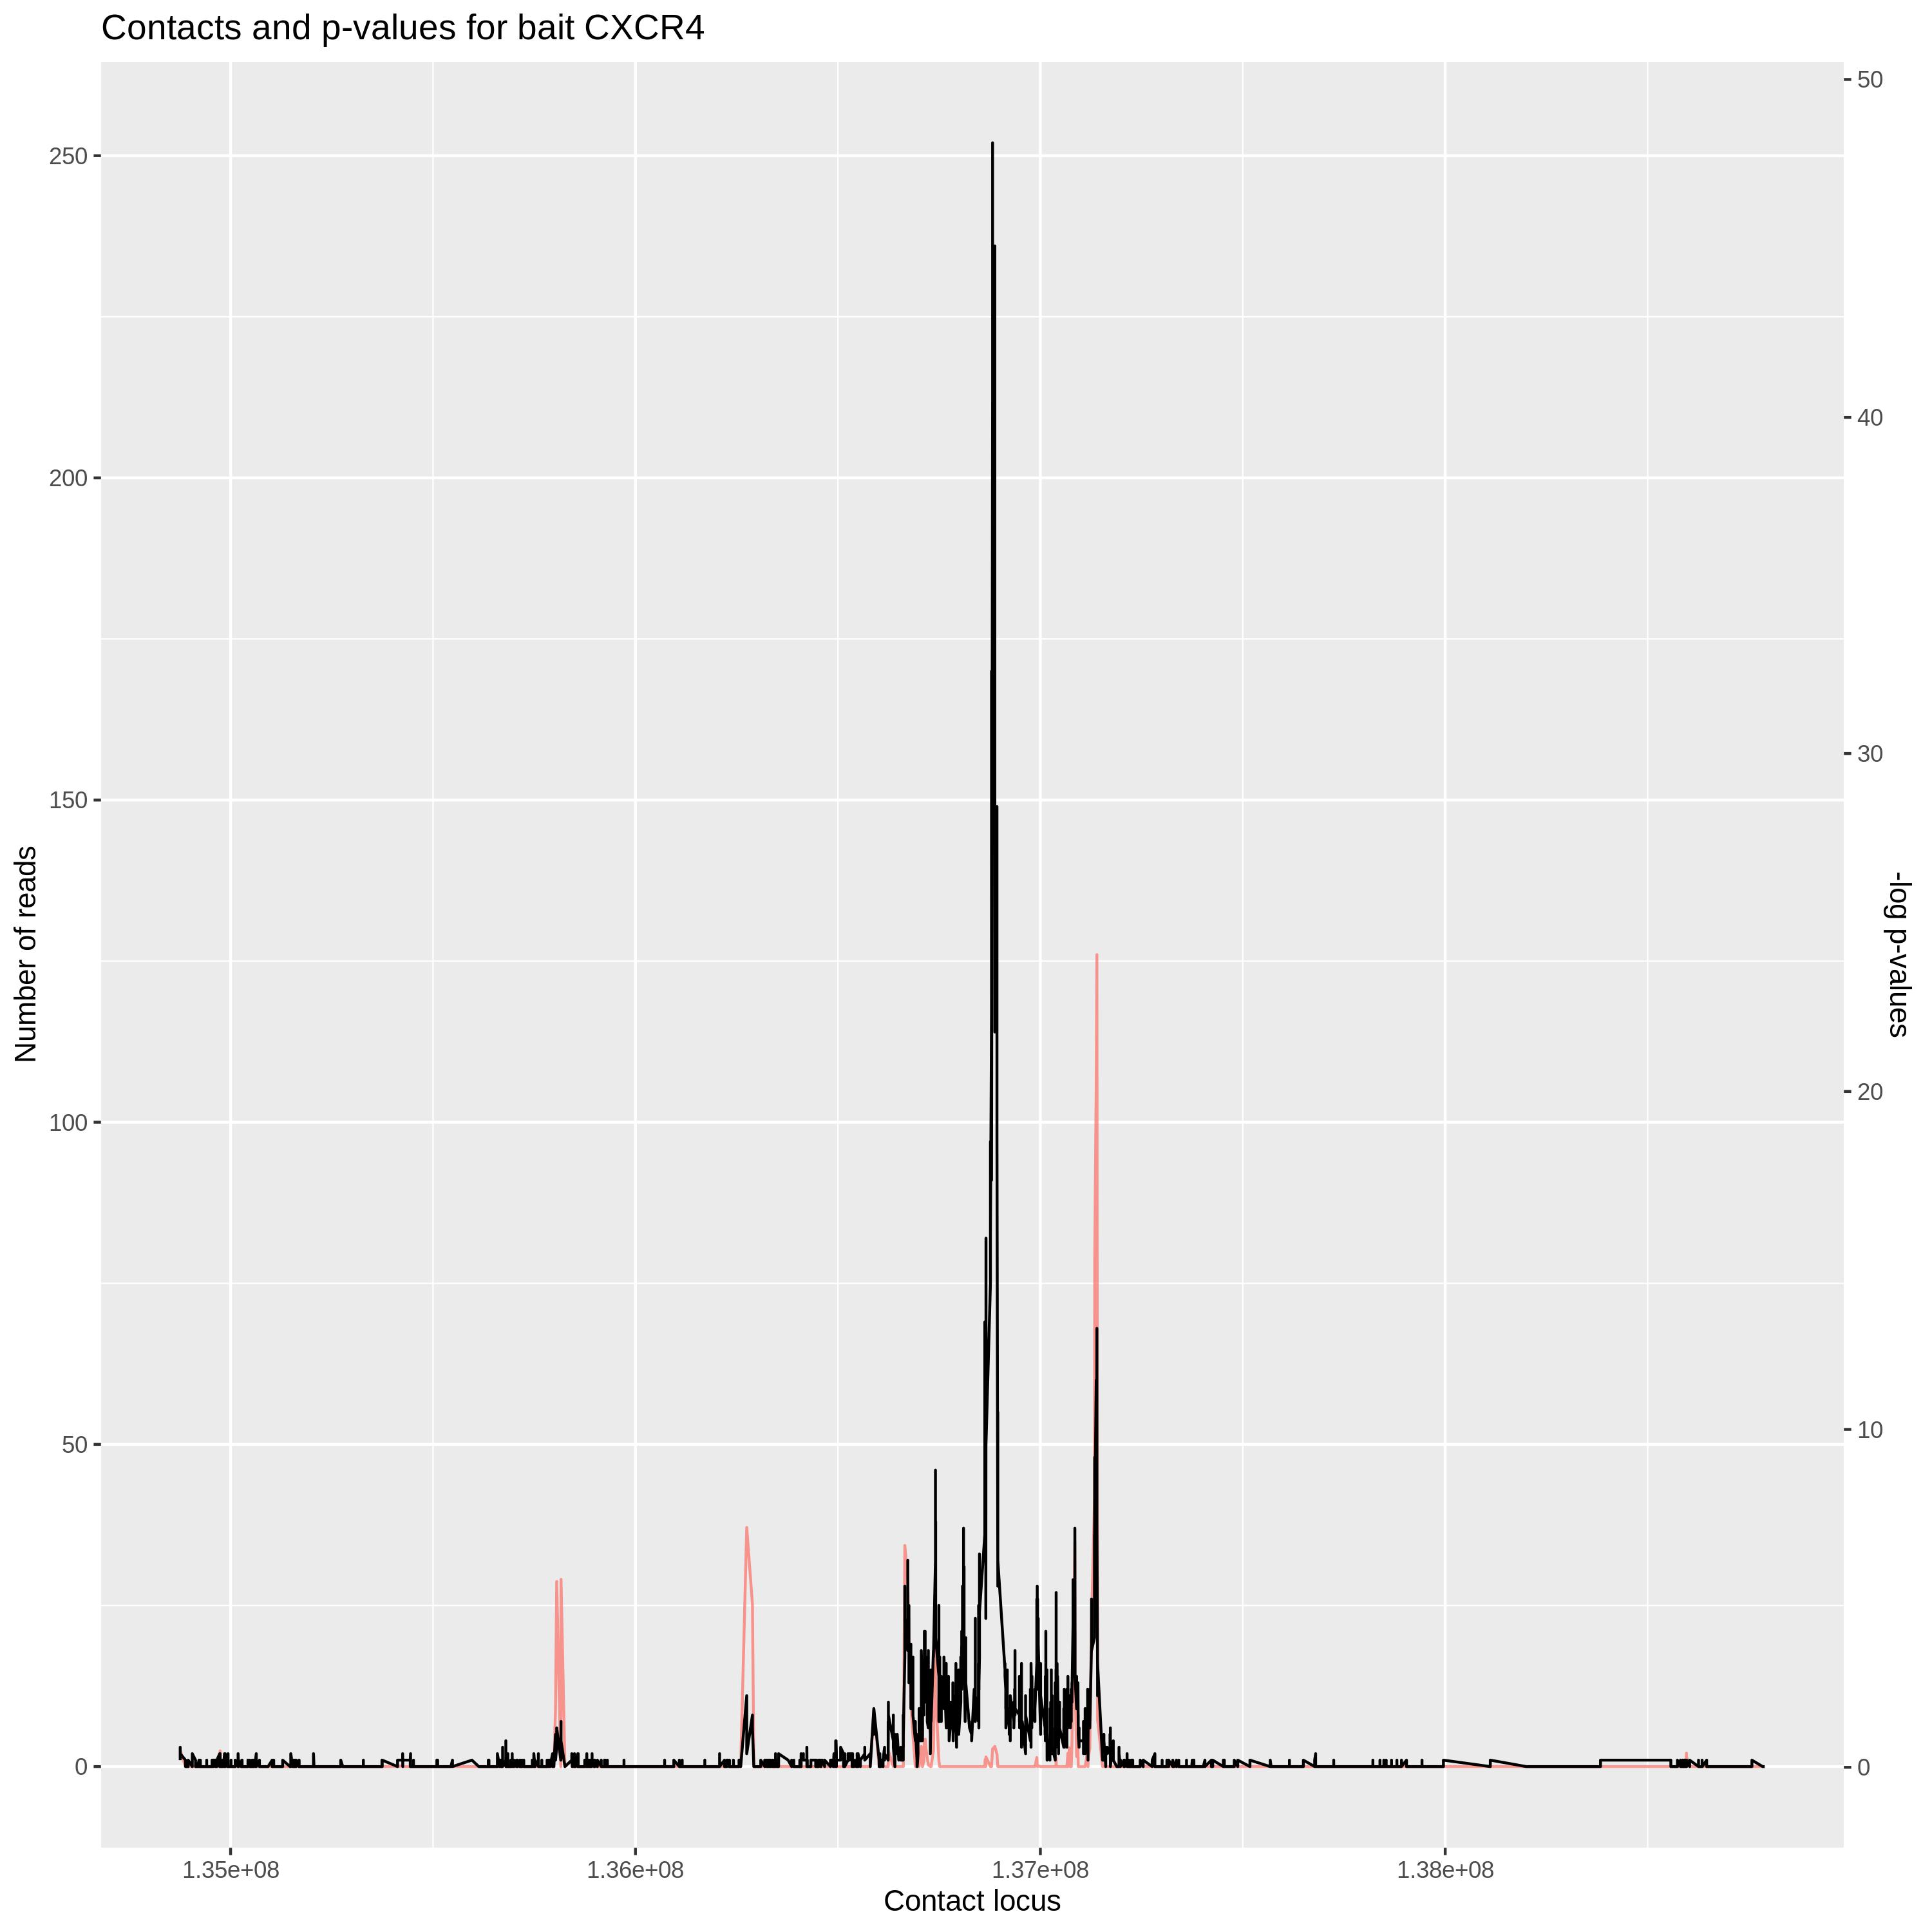 Contacts and p-values for bait CXCR4
Number of reads
250
200
150
100
50
0
50
40
30
20
10
0
-log p-values
1.35e+08 1.36e+08 1.37e+08 1.38e+08
Contact locus